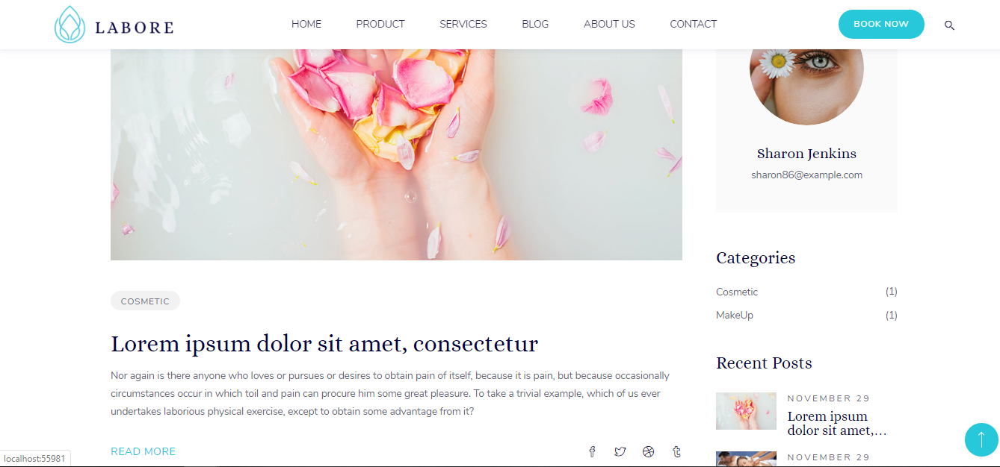 LABORE
HOME
PRODUCT
SERVICES
BLOG
ABOUT US
CONTACT
BOOK NOW
COSMETIC
Lorem ipsum dolor sit amet, consectetur
Nor again is there anyone who loves or pursues or desires to obtain pain of itself, because it is pain, but because occasionally
circumstances occur in which toil and pain can procure him some great pleasure. To take a trivial example, which of us ever
undertakes laborious physical exercise, except to obtain some advantage from it?
READ MORE
Sharon Jenkins
sharon86@example.com
Categories
Cosmetic (1)
MakeUp (1)
Recent Posts
NOVEMBER 29
Lorem ipsum
dolor sit amet,...
NOVEMBER 29
localhost:55981